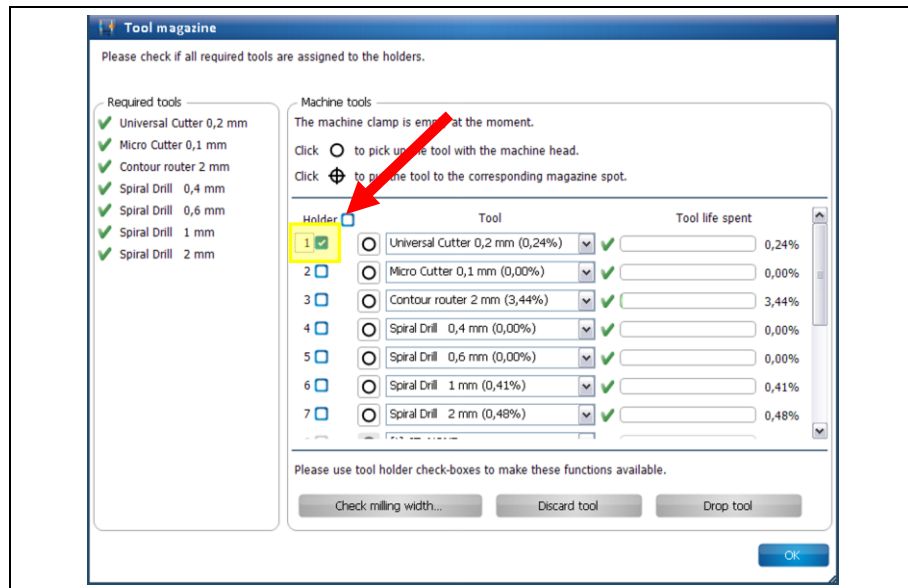 Tool magazine
Please check if all required tools are assigned to the holders.
Required tools
Universal Cutter 0,2 mm
Micro Cutter 0,1 mm
Contour router 2 mm
Spiral Drill 0,4 mm
Spiral Drill 0,6 mm
Spiral Drill 1 mm
Spiral Drill 2 mm
Machine tools
The machine clamp is at the moment.
Click to pick up the tool with the machine head.
Click to the tool to the corresponding magazine spot.
Holder Tool Tool life spent
1 Universal Cutter 0,2 mm (0,24%) 0,24%
2 Micro Cutter 0,1 mm (0,00%) 0,00%
3 Contour router 2 mm (3,44%) 3,44%
4 Spiral Drill 0,4 mm (0,00%) 0,00%
5 Spiral Drill 0,6 mm (0,00%) 0,00%
6 Spiral Drill 1 mm (0,41%) 0,41%
7 Spiral Drill 2 mm (0,48%) 0,48%
Please use tool holder check-boxes to make these functions available.
Check milling width... Discard tool Drop tool
OK